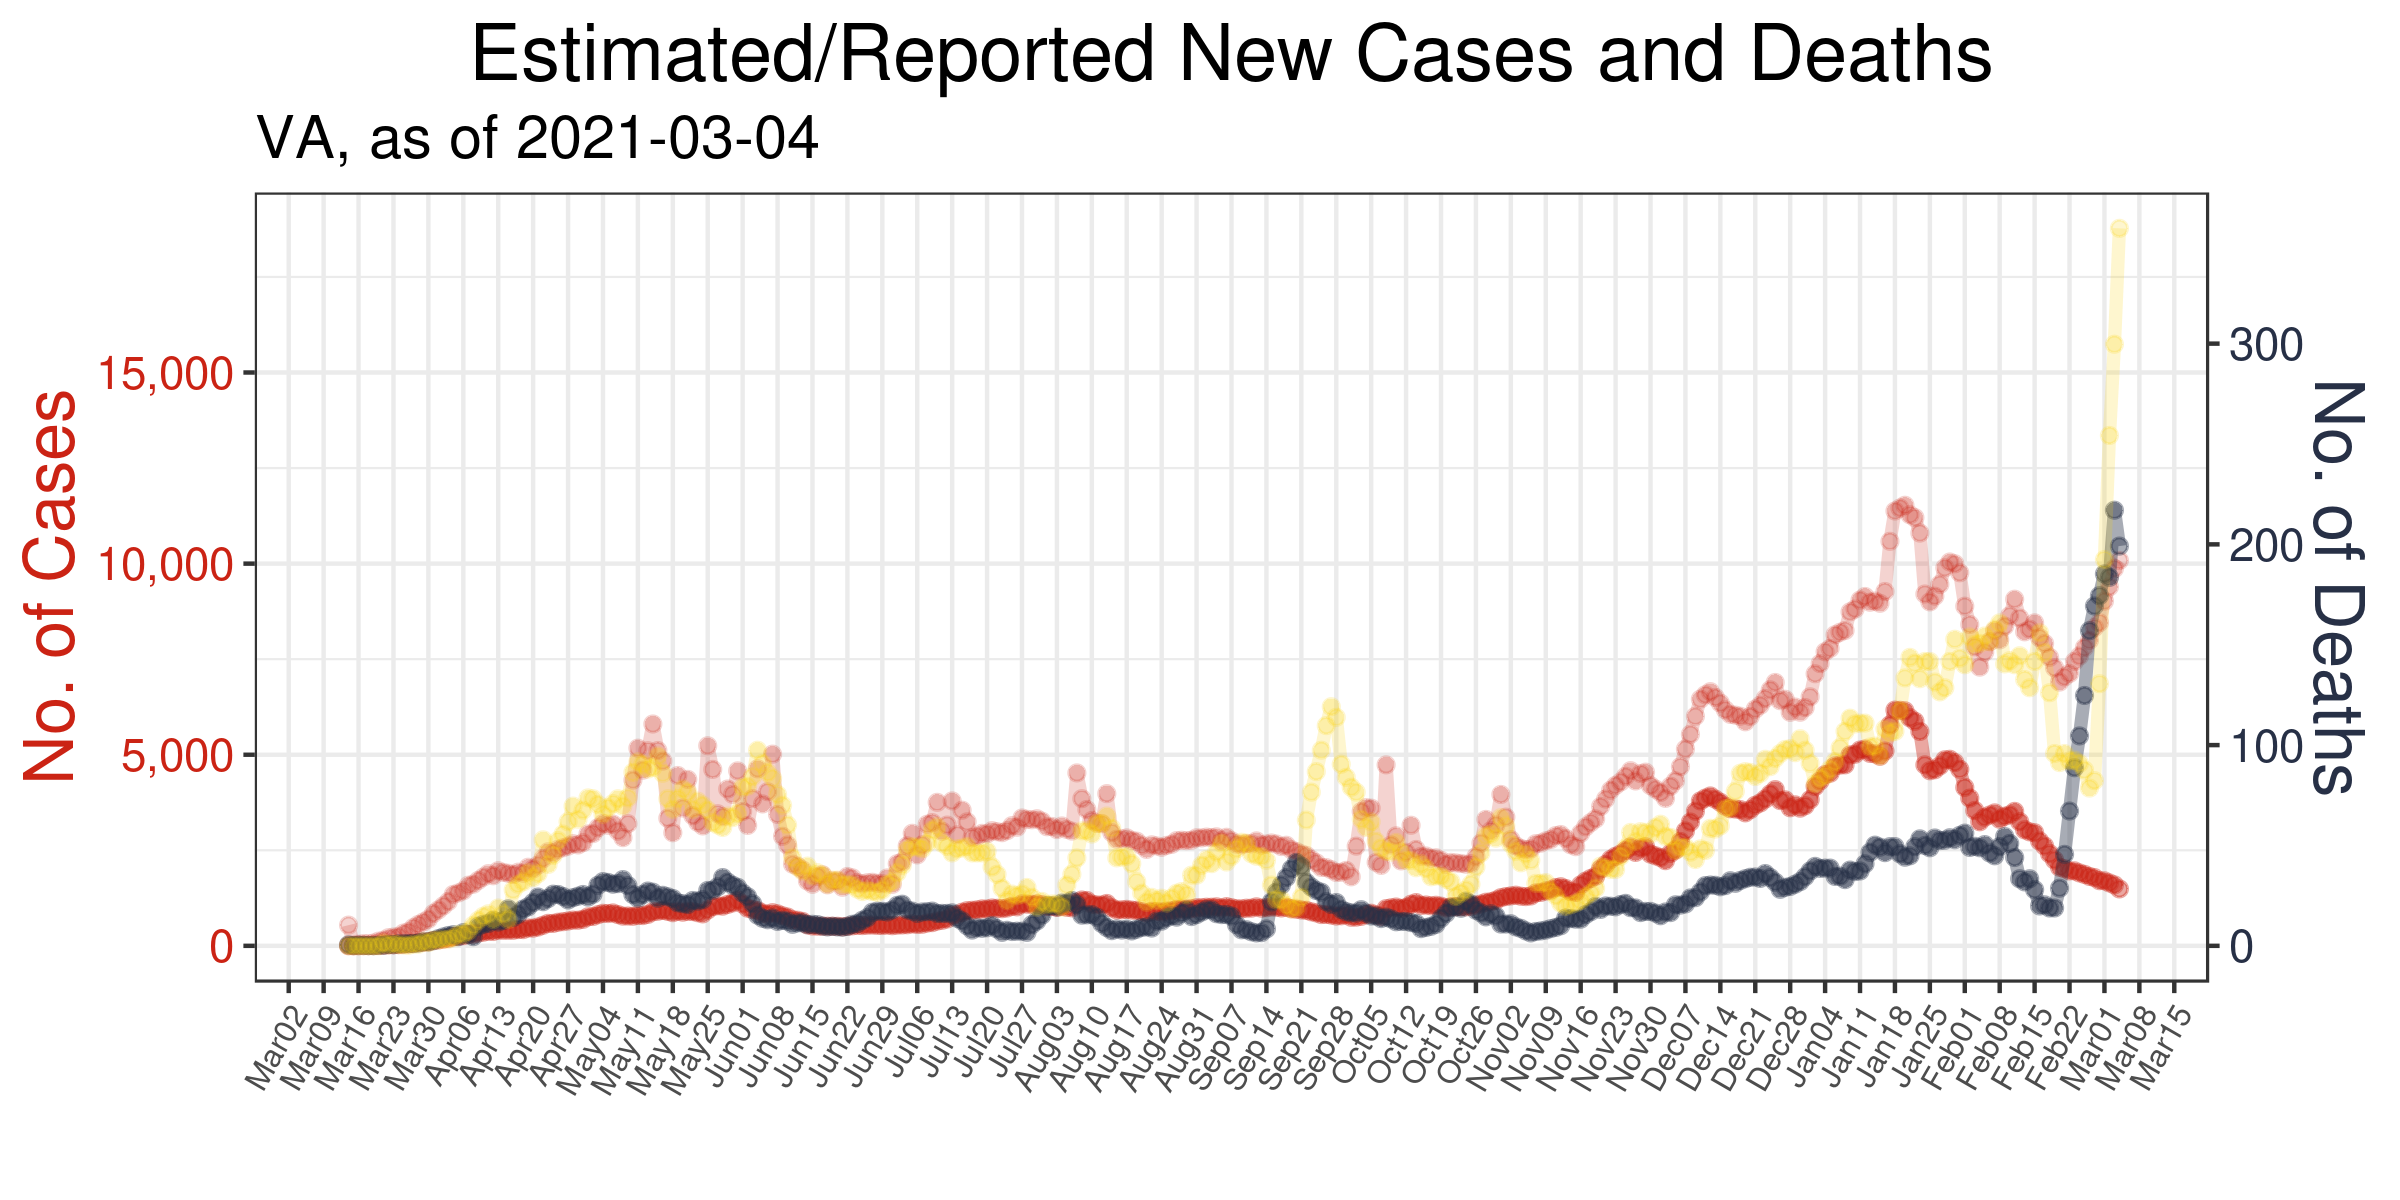 Estimated/Reported New Cases and Deaths
VA, as of 2021-03-04
No. of Cases
15,000
10,000
5,000
0
300
200
100
0
No. of Deaths
Mar02
Mar09
Mar16
Mar23
Mar30
Apr06
Apr13
Apr20
Apr27
May04
May11
May18
May25
Jun01
Jun08
Jun15
Jun22
Jun29
Jul06
Jul13
Jul20
Jul27
Aug03
Aug10
Aug17
Aug24
Aug31
Sep07
Sep14
Sep21
Sep28
Oct05
Oct12
Oct19
Oct26
Nov02
Nov09
Nov16
Nov23
Nov30
Dec07
Dec14
Dec21
Dec28
Jan04
Jan11
Jan18
Jan25
Feb01
Feb08
Feb15
Feb22
Mar01
Mar08
Mar15